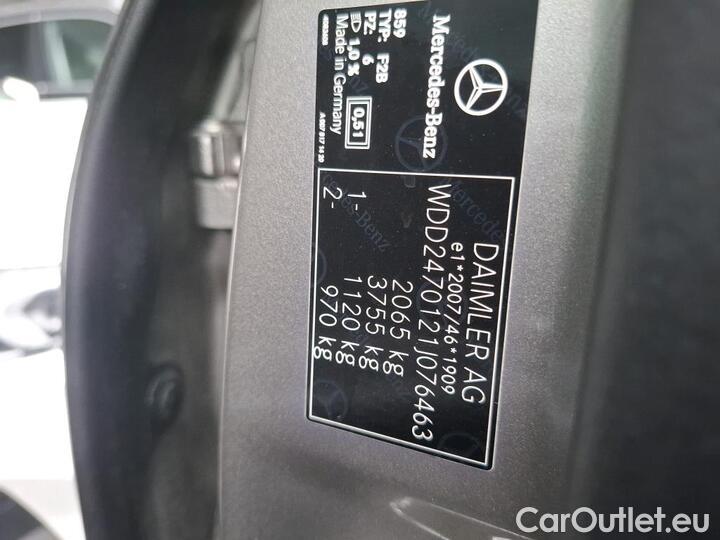 Mercedes-Benz
859
TYP: F2B
PZ: 6
1,0 %
0,51
Made in Germany
DAIMLER AG
e1*2007/46*1909
WDD2470121J076463
2065 kg
3755 kg
1- 1120 kg
2- 970 kg
CarOutlet.eu